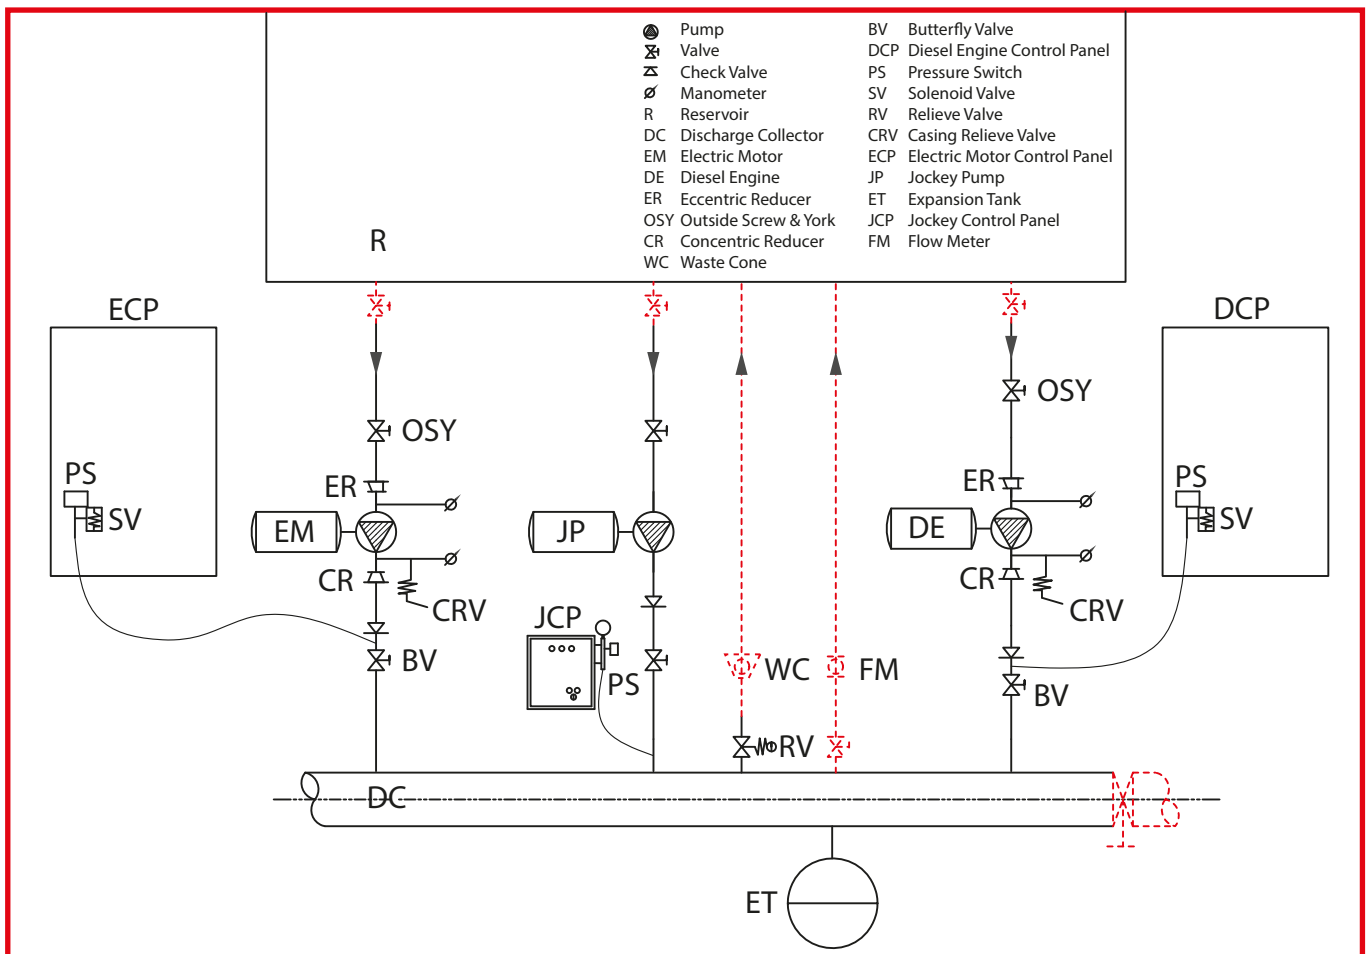 Pump
Valve
Check Valve
Manometer
R Reservoir
DC Discharge Collector
EM Electric Motor
DE Diesel Engine
ER Eccentric Reducer
OSY Outside Screw & York
CR Concentric Reducer
WC Waste Cone
BV Butterfly Valve
DCP Diesel Engine Control Panel
PS Pressure Switch
SV Solenoid Valve
RV Relieve Valve
CRV Casing Relieve Valve
ECP Electric Motor Control Panel
JP Jockey Pump
ET Expansion Tank
JCP Jockey Control Panel
FM Flow Meter
R
ECP
DCP
OSY
OSY
PS
SV
ER
EM
CR
CRV
BV
JP
JCP
PS
WC
RV
FM
ER
DE
CR
CRV
BV
PS
SV
DC
ET